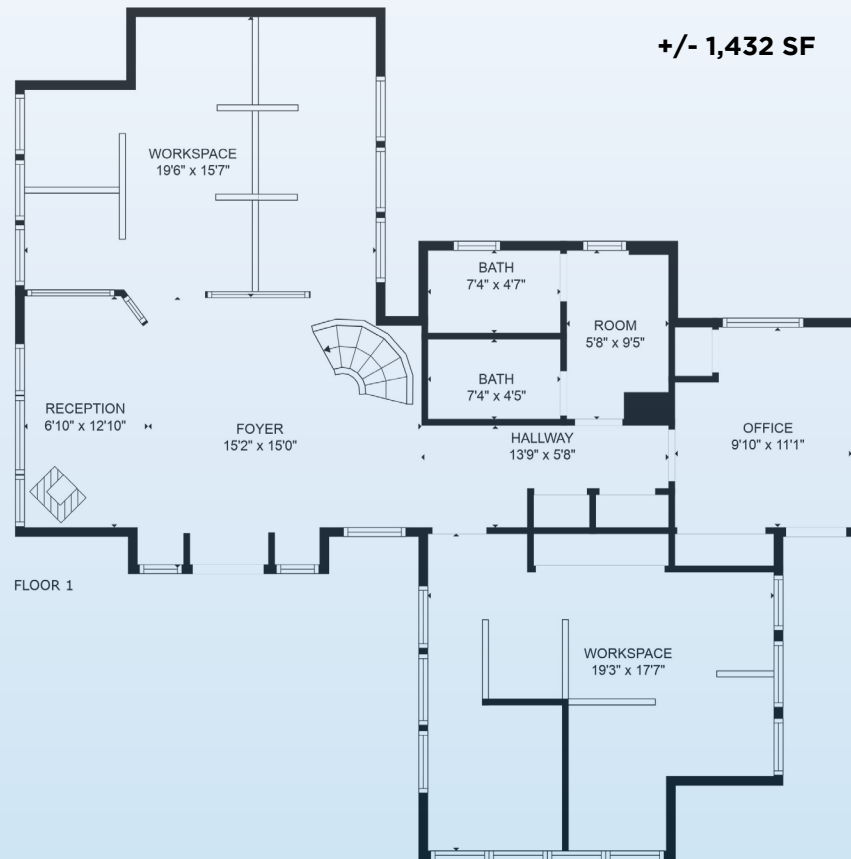 +/- 1,432 SF
WORKSPACE
19'6" x 15'7"
BATH
7'4" x 4'7"
ROOM
5'8" x 9'5"
BATH
7'4" x 4'5"
RECEPTION
6'10" x 12'10"
FOYER
15'2" x 15'0"
HALLWAY
13'9" x 5'8"
OFFICE
9'10" x 11'1"
FLOOR 1
WORKSPACE
19'3" x 17'7"